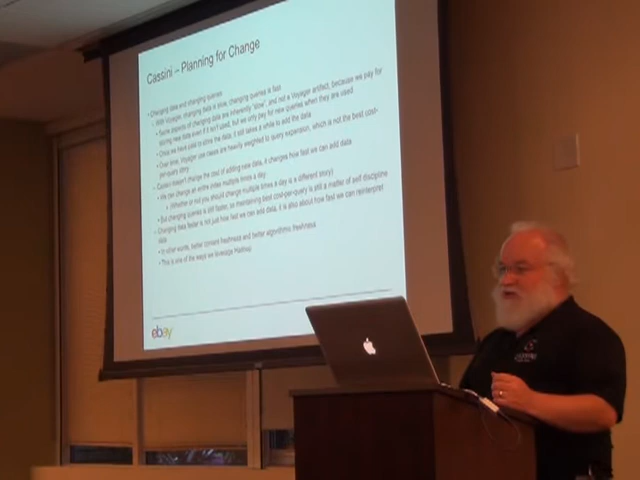 Cassini – Planning for Change
Changing data and changing queries
With Voyager, changing data is slow, changing queries is fast
Some aspects of changing data are inherently "slow", and not a Voyager artifact, because we pay for
storing new data even if it isn't used, but we only pay for new queries when they are used
Once we have paid to store the data, it still takes a while to add the data
Over time, Voyager use cases are heavily weighted to query expansion, which is not the best cost-
per-query story
Cassini doesn't change the cost of adding new data, it changes how fast we can add data
We can change an entire index multiple times a day
(Whether or not you should change multiple times a day is a different story)
But changing queries is still faster, so maintaining best cost-per-query is still a matter of self discipline
Changing data faster is not just how fast we can add data, it is also about how fast we can reinterpret
data
In other words, better content freshness and better algorithmic freshness
This is one of the ways we leverage Hadoop
ebay